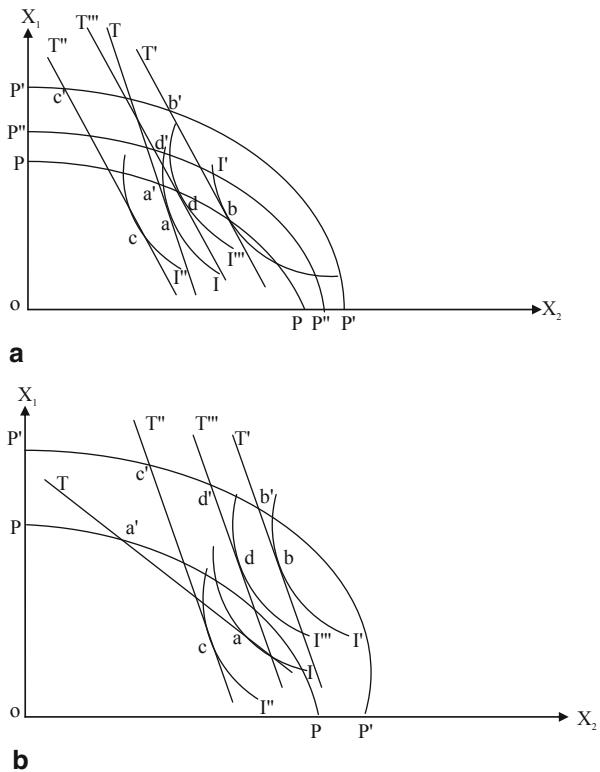 X₁
T''' T
T'' T'
P' c' b'
P'' d'
P I'
a' d b
a
c I'''
I'' I
o X₂
P P'' P'
a
X₁
T'' T''' T'
P'
c' b'
T d'
P a'
d b
a I''' I'
c
I
I''
o X₂
P P'
b